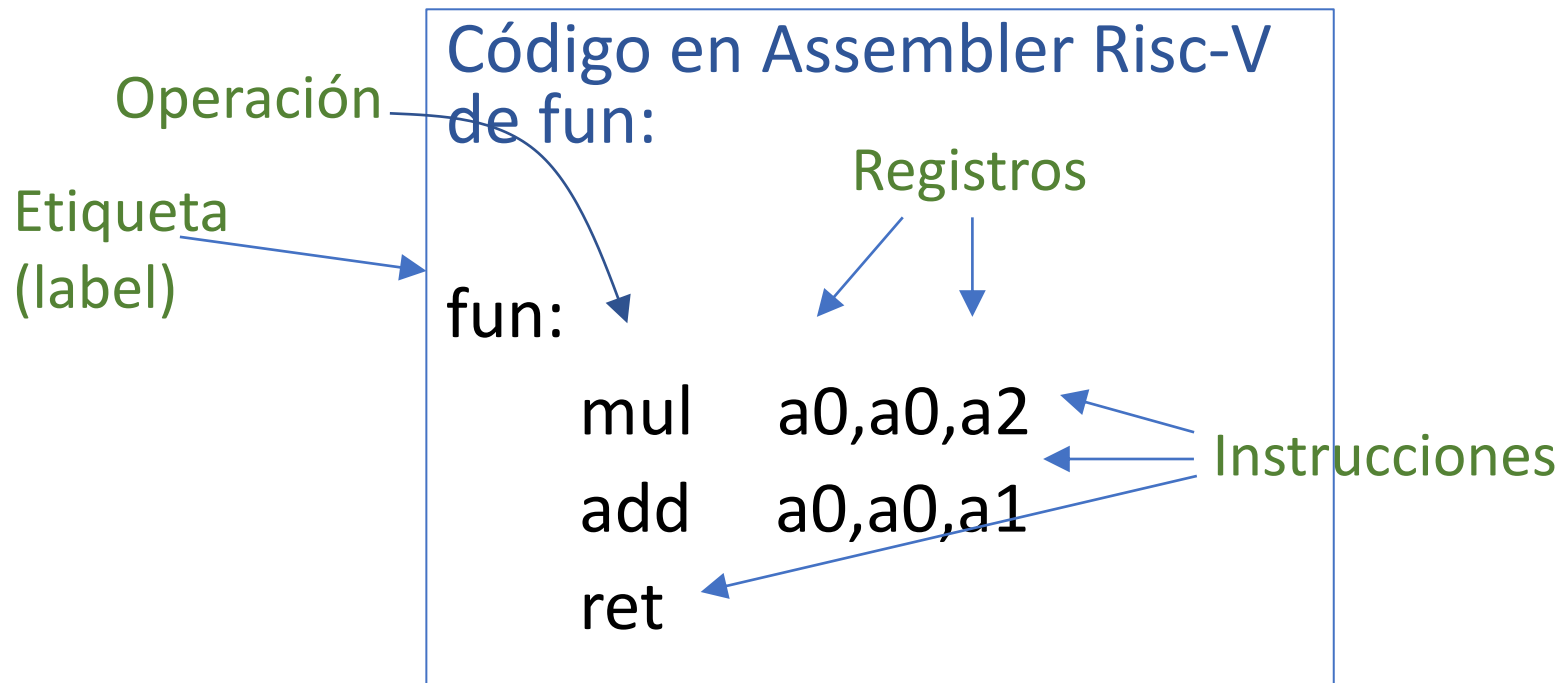 Código en Assembler Risc-V
de fun:
Operación
Registros
Etiqueta
(label)
fun:
mul a0,a0,a2
add a0,a0,a1
ret
Instrucciones